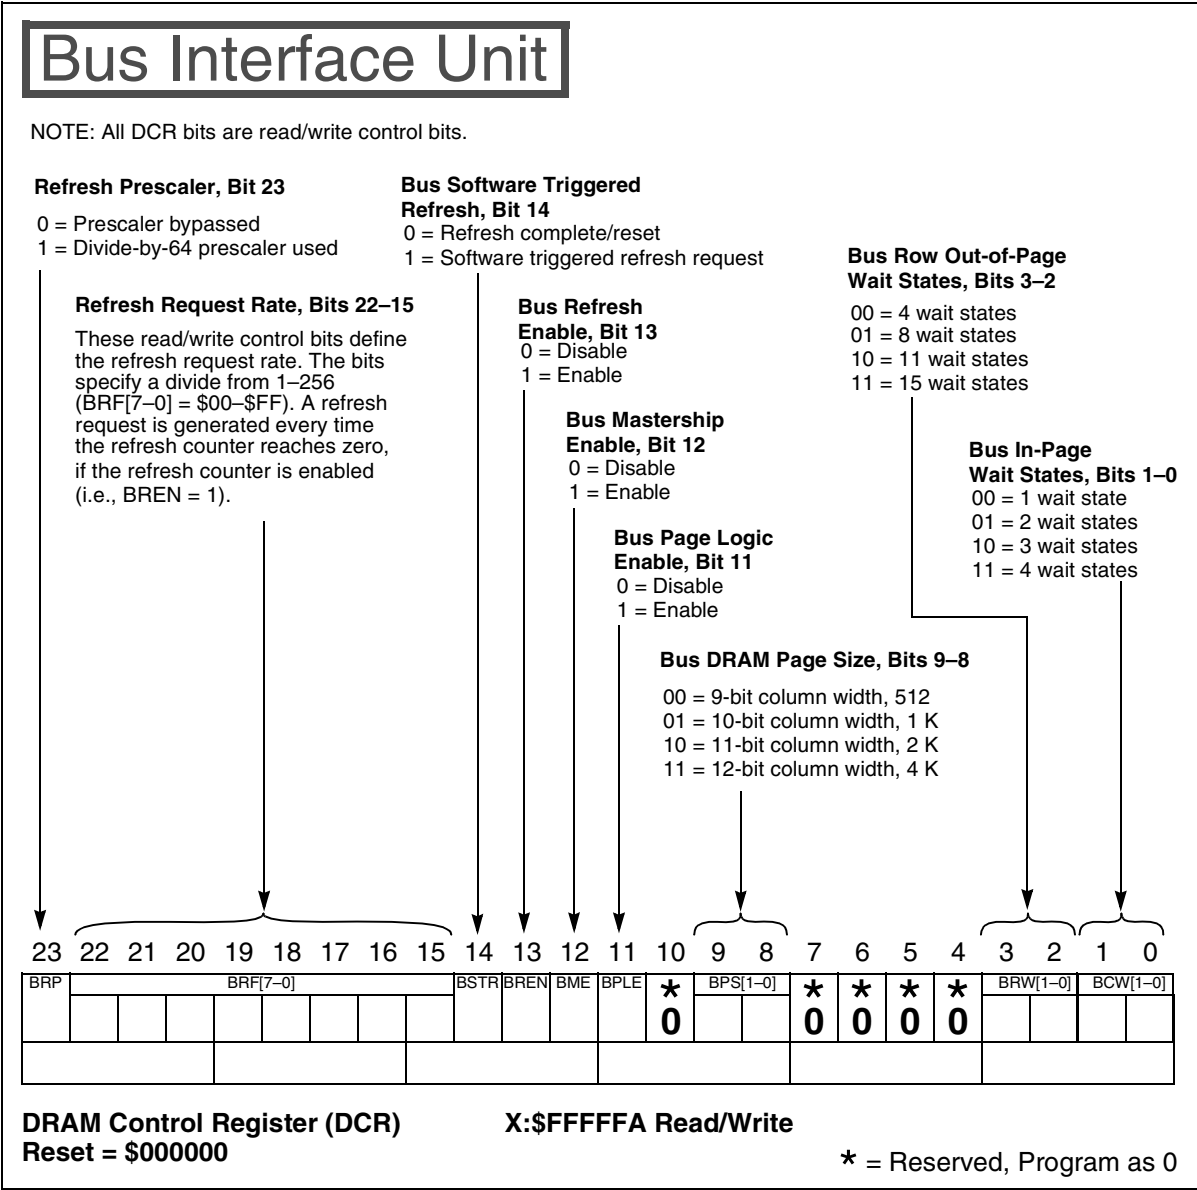 Bus Interface Unit
NOTE: All DCR bits are read/write control bits.
Refresh Prescaler, Bit 23
0 = Prescaler bypassed
1 = Divide-by-64 prescaler used
Refresh Request Rate, Bits 22–15
These read/write control bits define
the refresh request rate. The bits
specify a divide from 1–256
(BRF[7–0] = $00–$FF). A refresh
request is generated every time
the refresh counter reaches zero,
if the refresh counter is enabled
(i.e., BREN = 1).
Bus Software Triggered
Refresh, Bit 14
0 = Refresh complete/reset
1 = Software triggered refresh request
Bus Refresh
Enable, Bit 13
0 = Disable
1 = Enable
Bus Mastership
Enable, Bit 12
0 = Disable
1 = Enable
Bus Page Logic
Enable, Bit 11
0 = Disable
1 = Enable
Bus DRAM Page Size, Bits 9–8
00 = 9-bit column width, 512
01 = 10-bit column width, 1 K
10 = 11-bit column width, 2 K
11 = 12-bit column width, 4 K
Bus Row Out-of-Page
Wait States, Bits 3–2
00 = 4 wait states
01 = 8 wait states
10 = 11 wait states
11 = 15 wait states
Bus In-Page
Wait States, Bits 1–0
00 = 1 wait state
01 = 2 wait states
10 = 3 wait states
11 = 4 wait states
23 22 21 20 19 18 17 16 15 14 13 12 11 10 9 8 7 6 5 4 3 2 1 0
BRP BRF[7–0] BSTR BREN BME BPLE * BPS[1–0] * * * * BRW[1–0] BCW[1–0]
0 0 0 0 0
DRAM Control Register (DCR) X:$FFFFFA Read/Write
Reset = $000000
* = Reserved, Program as 0